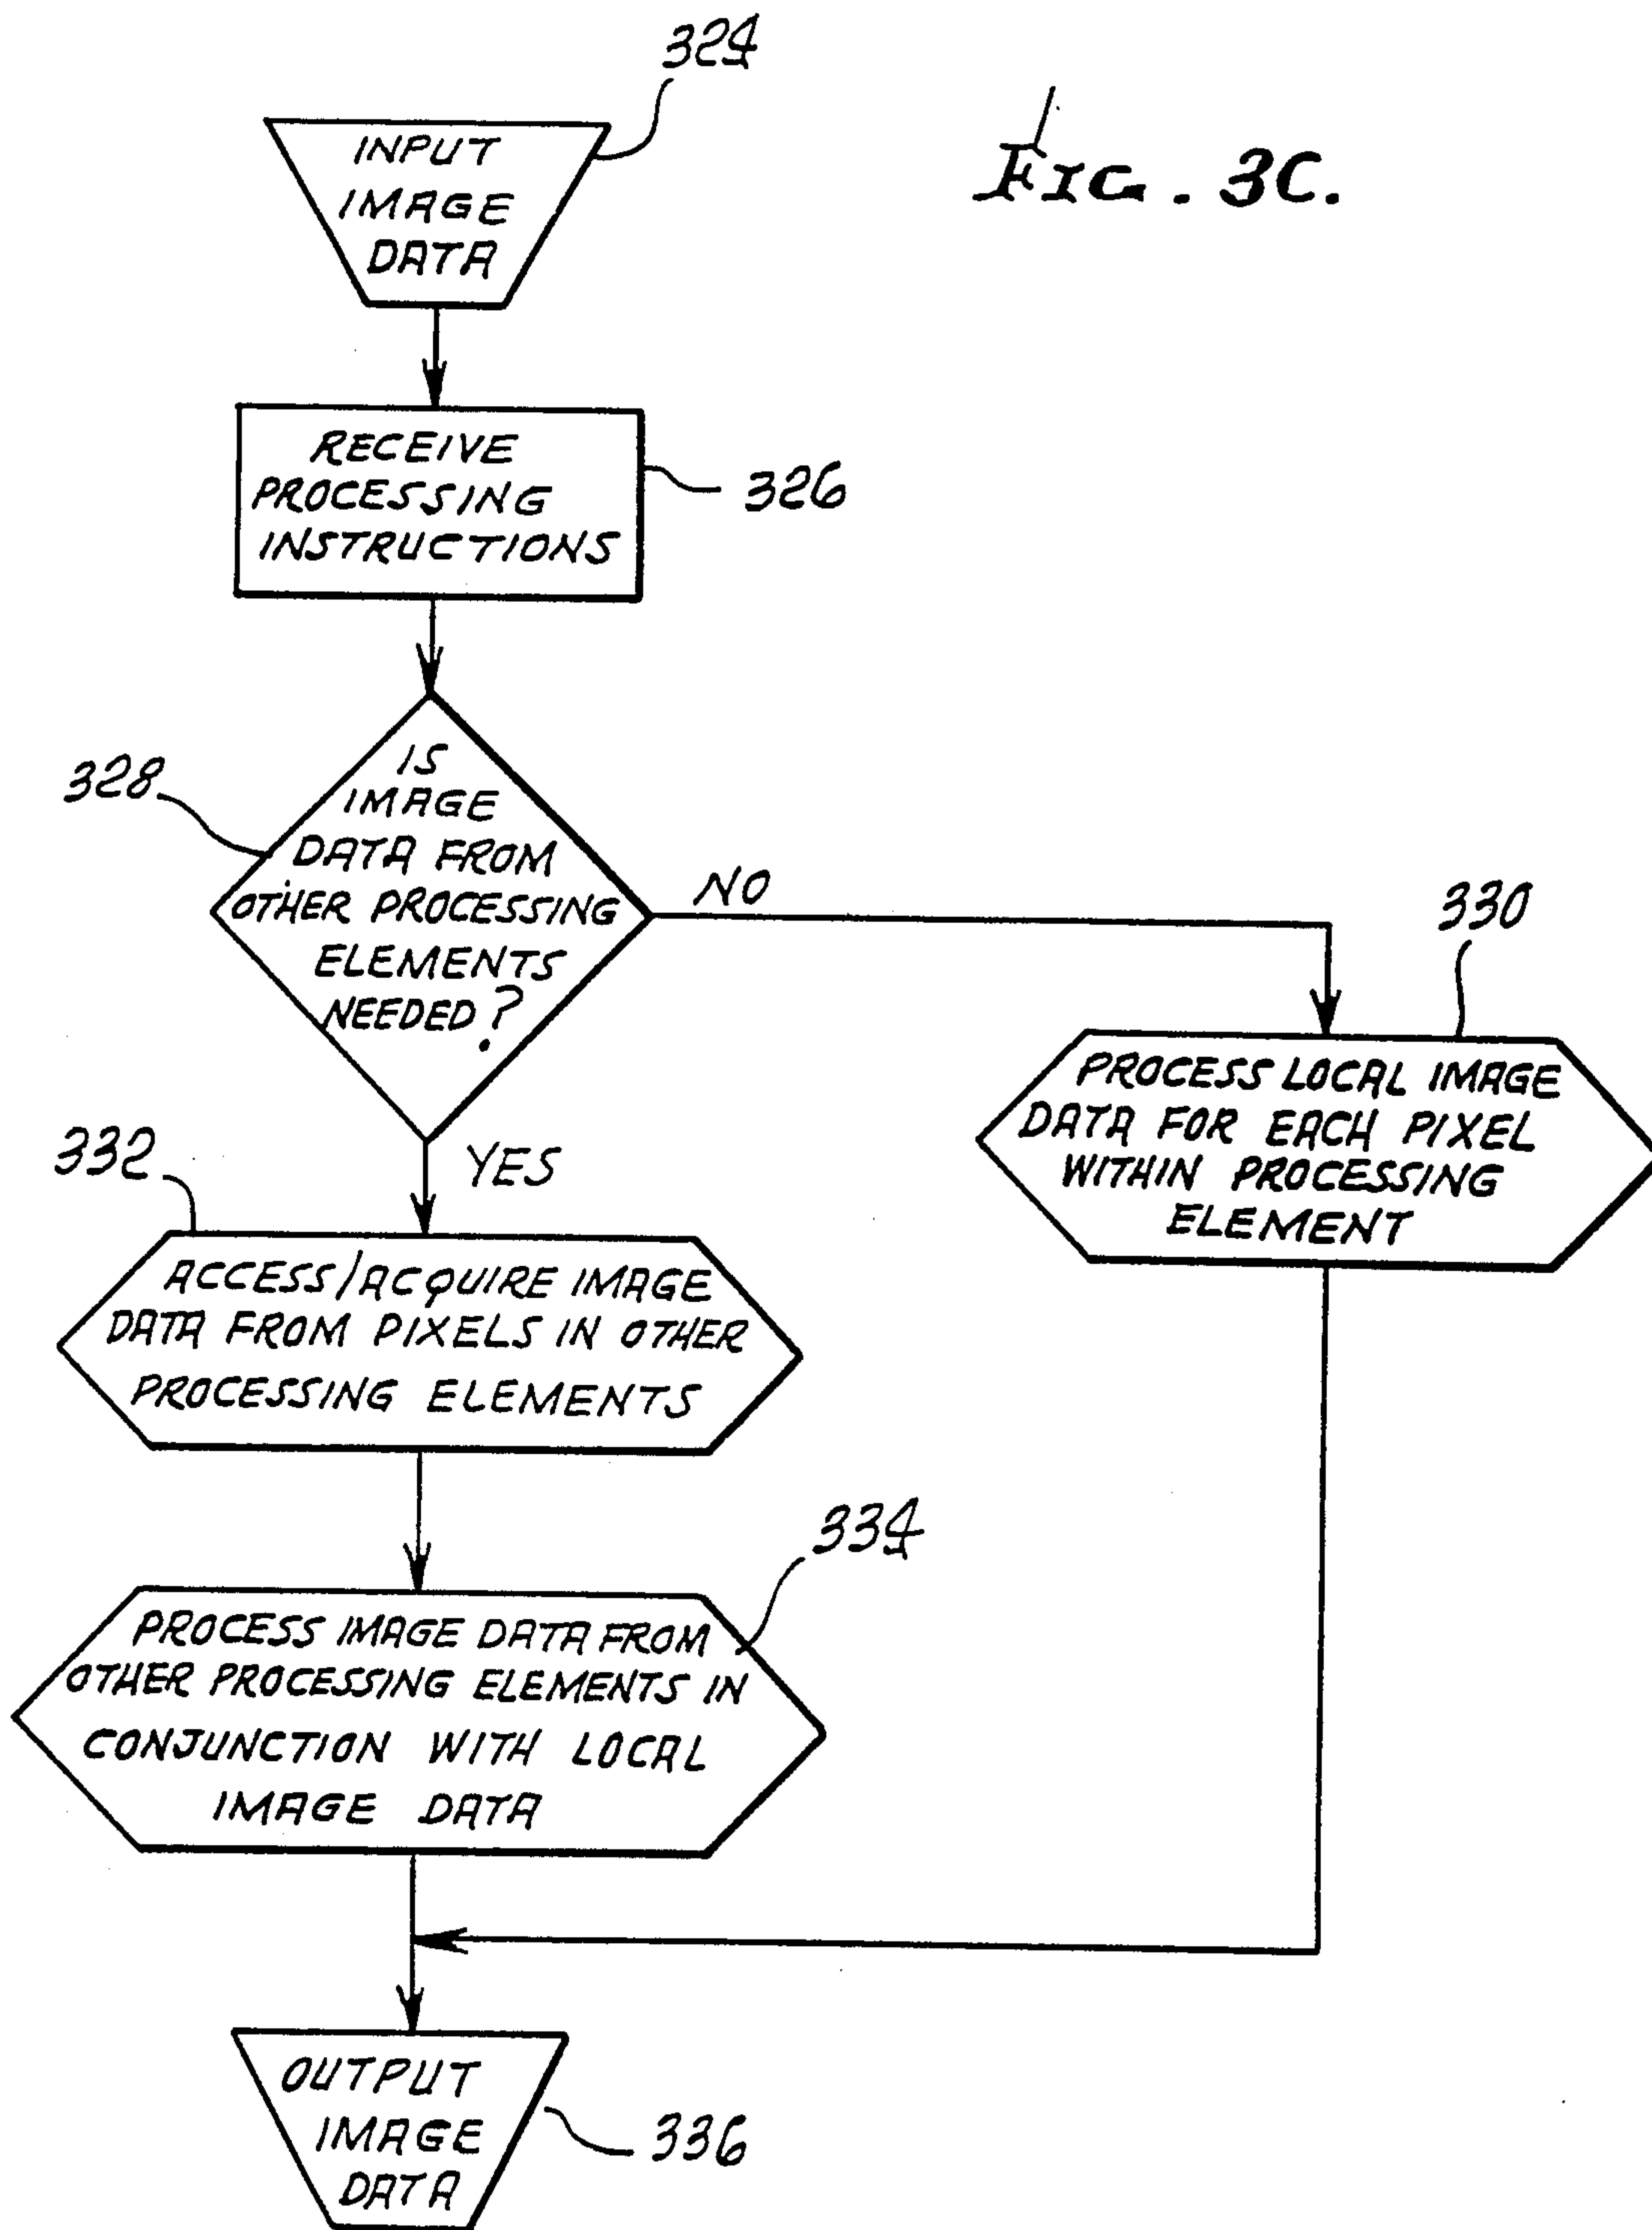 324
INPUT
IMAGE
DATA
FIG. 3C.
RECEIVE
PROCESSING
INSTRUCTIONS
326
328
IS
IMAGE
DATA FROM
OTHER PROCESSING
ELEMENTS
NEEDED?
NO
330
PROCESS LOCAL IMAGE
DATA FOR EACH PIXEL
WITHIN PROCESSING
ELEMENT
YES
332
ACCESS/ACQUIRE IMAGE
DATA FROM PIXELS IN OTHER
PROCESSING ELEMENTS
334
PROCESS IMAGE DATA FROM
OTHER PROCESSING ELEMENTS IN
CONJUNCTION WITH LOCAL
IMAGE DATA
OUTPUT
IMAGE
DATA
336